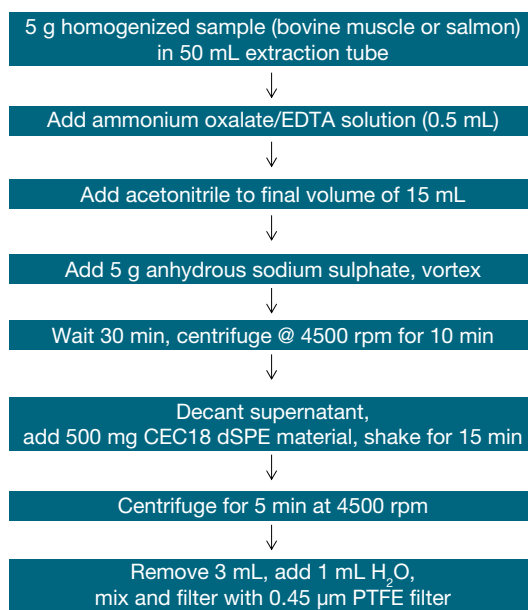 5 g homogenized sample (bovine muscle or salmon)
in 50 mL extraction tube
Add ammonium oxalate/EDTA solution (0.5 mL)
Add acetonitrile to final volume of 15 mL
Add 5 g anhydrous sodium sulphate, vortex
Wait 30 min, centrifuge @ 4500 rpm for 10 min
Decant supernatant,
add 500 mg CEC18 dSPE material, shake for 15 min
Centrifuge for 5 min at 4500 rpm
Remove 3 mL, add 1 mL H₂O,
mix and filter with 0.45 µm PTFE filter